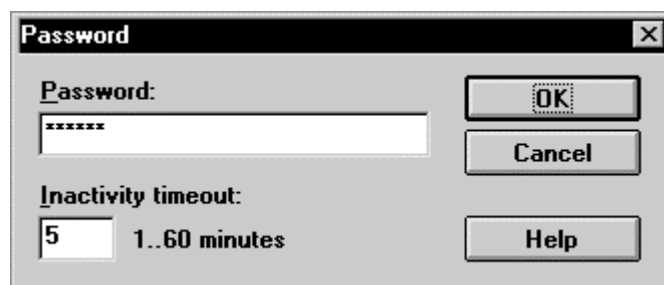 Password
Password:
******
OK
Cancel
Inactivity timeout:
5 1..60 minutes
Help